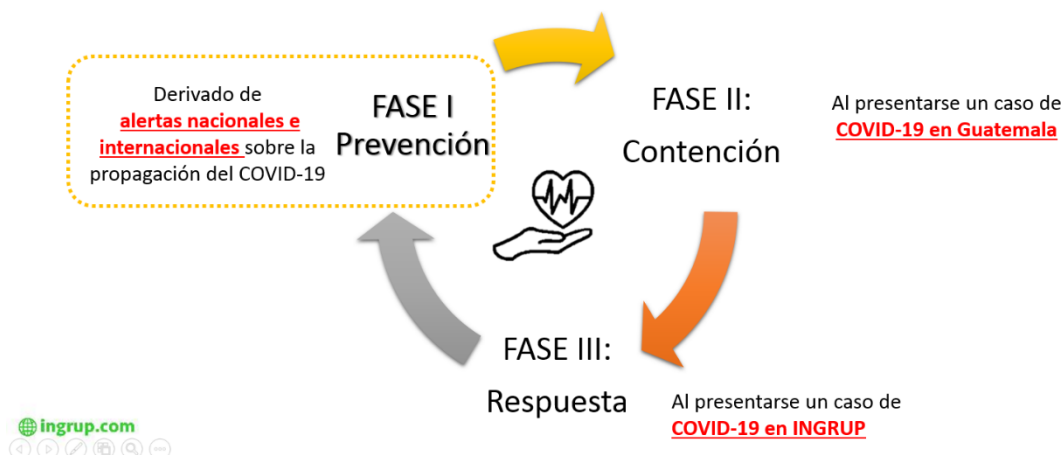 Derivado de
alertas nacionales e
internacionales sobre la
propagación del COVID-19
FASE I
Prevención
FASE II:
Contención
Al presentarse un caso de
COVID-19 en Guatemala
FASE III:
Respuesta
Al presentarse un caso de
COVID-19 en INGRUP
ingrup.com